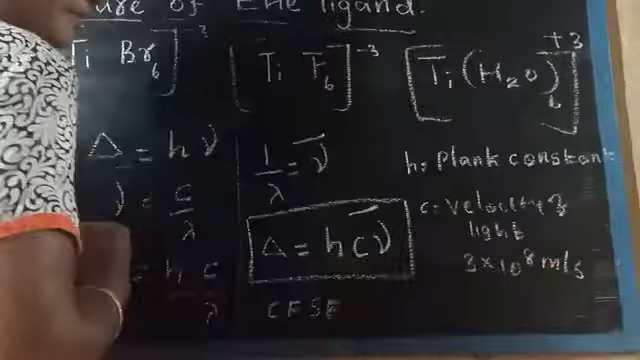 ure of the ligand.
Ti Br6]-3 [Ti F6]-3 [Ti (H2O)6]+3
Δ = h ν
ν = c/λ
= h c/λ
1/λ = ν̅
Δ = h c ν̅
CFSE
h: Plank constant
c: velocity of
light
3×10^8 m/s